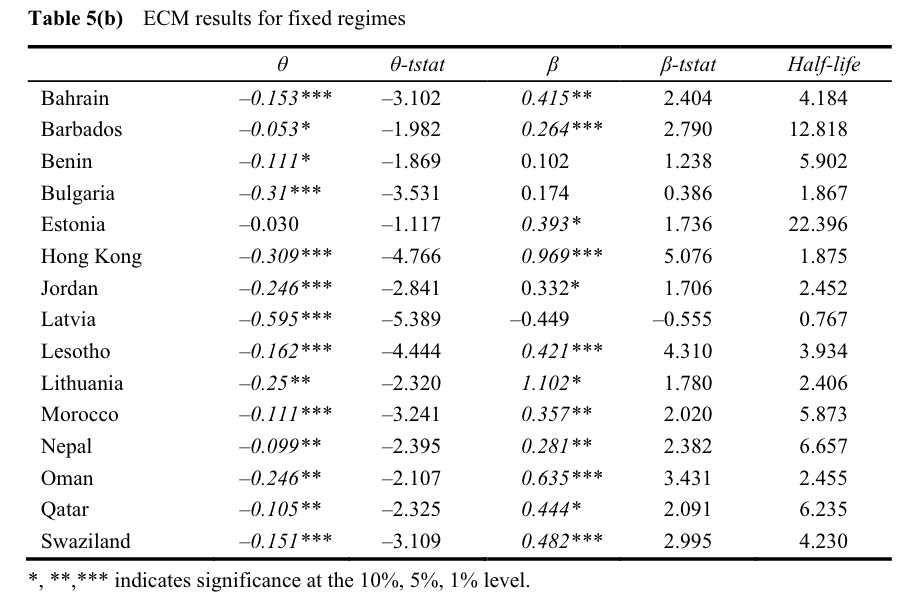 Table 5(b) ECM results for fixed regimes
θ θ-tstat β β-tstat Half-life
Bahrain –0.153*** –3.102 0.415** 2.404 4.184
Barbados –0.053* –1.982 0.264*** 2.790 12.818
Benin –0.111* –1.869 0.102 1.238 5.902
Bulgaria –0.31*** –3.531 0.174 0.386 1.867
Estonia –0.030 –1.117 0.393* 1.736 22.396
Hong Kong –0.309*** –4.766 0.969*** 5.076 1.875
Jordan –0.246*** –2.841 0.332* 1.706 2.452
Latvia –0.595*** –5.389 –0.449 –0.555 0.767
Lesotho –0.162*** –4.444 0.421*** 4.310 3.934
Lithuania –0.25** –2.320 1.102* 1.780 2.406
Morocco –0.111*** –3.241 0.357** 2.020 5.873
Nepal –0.099** –2.395 0.281** 2.382 6.657
Oman –0.246** –2.107 0.635*** 3.431 2.455
Qatar –0.105** –2.325 0.444* 2.091 6.235
Swaziland –0.151*** –3.109 0.482*** 2.995 4.230
*, **,*** indicates significance at the 10%, 5%, 1% level.